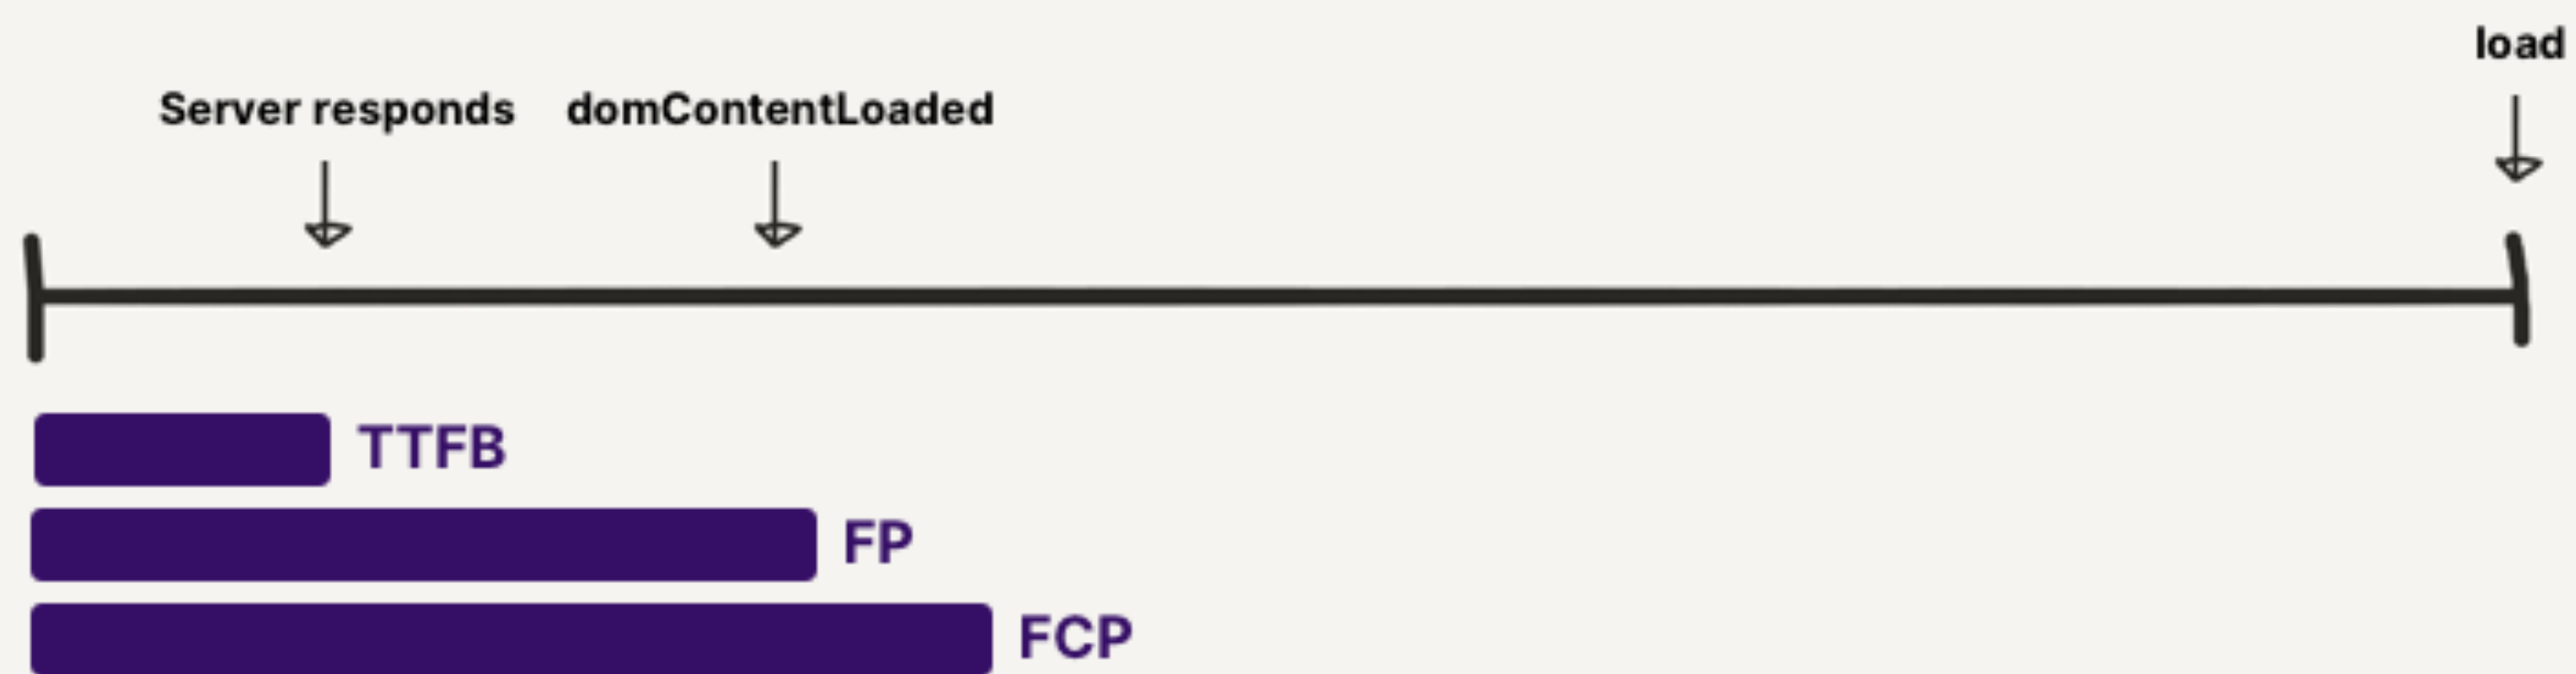 load
Server responds
domContentLoaded
TTFB
FP
FCP